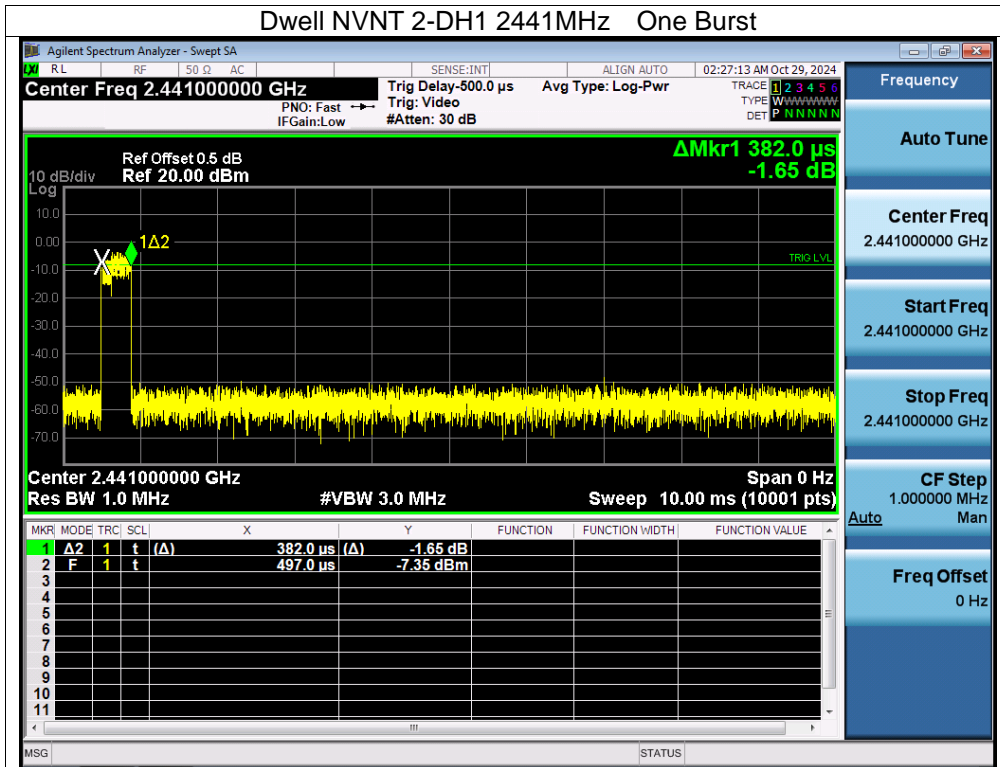 Dwell NVNT 2-DH1 2441MHz One Burst
Agilent Spectrum Analyzer - Swept SA
LXI RL RF 50 Ω AC SENSE:INT ALIGN AUTO 02:27:13 AM Oct 29, 2024
Center Freq 2.441000000 GHz
PNO: Fast
IFGain:Low
Trig Delay-500.0 µs
Trig: Video
#Atten: 30 dB
Avg Type: Log-Pwr
TRACE 1 2 3 4 5 6
TYPE WWWWWW
DET P N N N N N
Frequency
Auto Tune
Center Freq
2.441000000 GHz
Start Freq
2.441000000 GHz
Stop Freq
2.441000000 GHz
CF Step
1.000000 MHz
Auto Man
Freq Offset
0 Hz
ΔMkr1 382.0 µs
-1.65 dB
Ref Offset 0.5 dB
10 dB/div Ref 20.00 dBm
Log
10.0
0.00
-10.0
-20.0
-30.0
-40.0
-50.0
-60.0
-70.0
1Δ2
TRIG LVL
Center 2.441000000 GHz Span 0 Hz
Res BW 1.0 MHz #VBW 3.0 MHz Sweep 10.00 ms (10001 pts)
MKR MODE TRC SCL X Y FUNCTION FUNCTION WIDTH FUNCTION VALUE
1 Δ2 1 t (Δ) 382.0 µs (Δ) -1.65 dB
2 F 1 t 497.0 µs -7.35 dBm
3
4
5
6
7
8
9
10
11
MSG STATUS